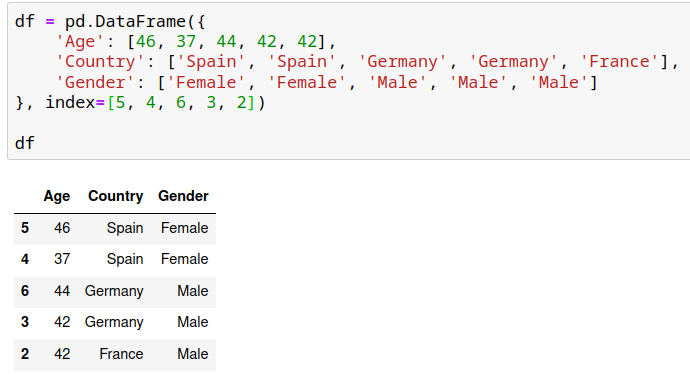 df = pd.DataFrame({
    'Age': [46, 37, 44, 42, 42],
    'Country': ['Spain', 'Spain', 'Germany', 'Germany', 'France'],
    'Gender': ['Female', 'Female', 'Male', 'Male', 'Male']
}, index=[5, 4, 6, 3, 2])

df
Age Country Gender
5 46 Spain Female
4 37 Spain Female
6 44 Germany Male
3 42 Germany Male
2 42 France Male